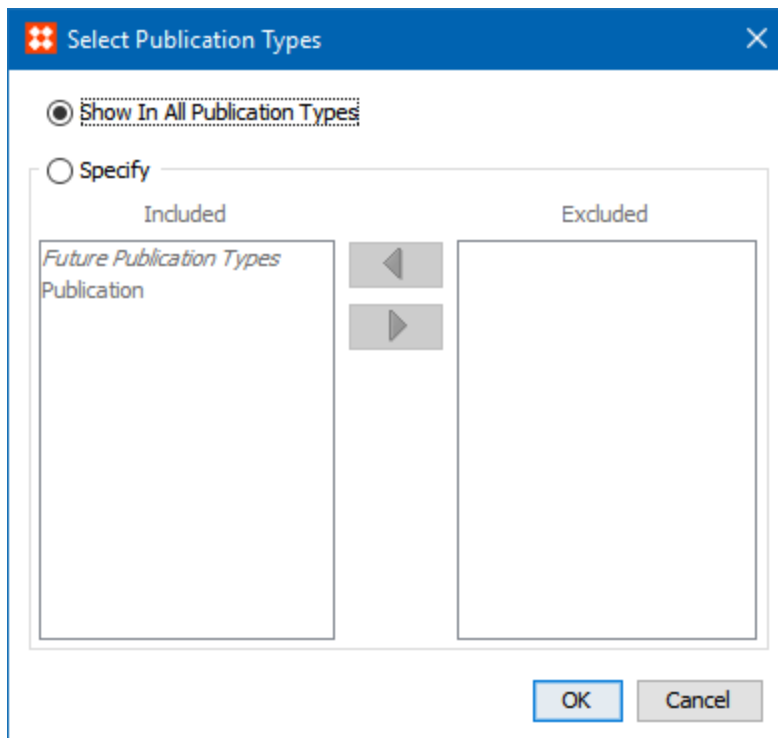 Select Publication Types
Show In All Publication Types
Specify
Included
Excluded
Future Publication Types
Publication
OK
Cancel